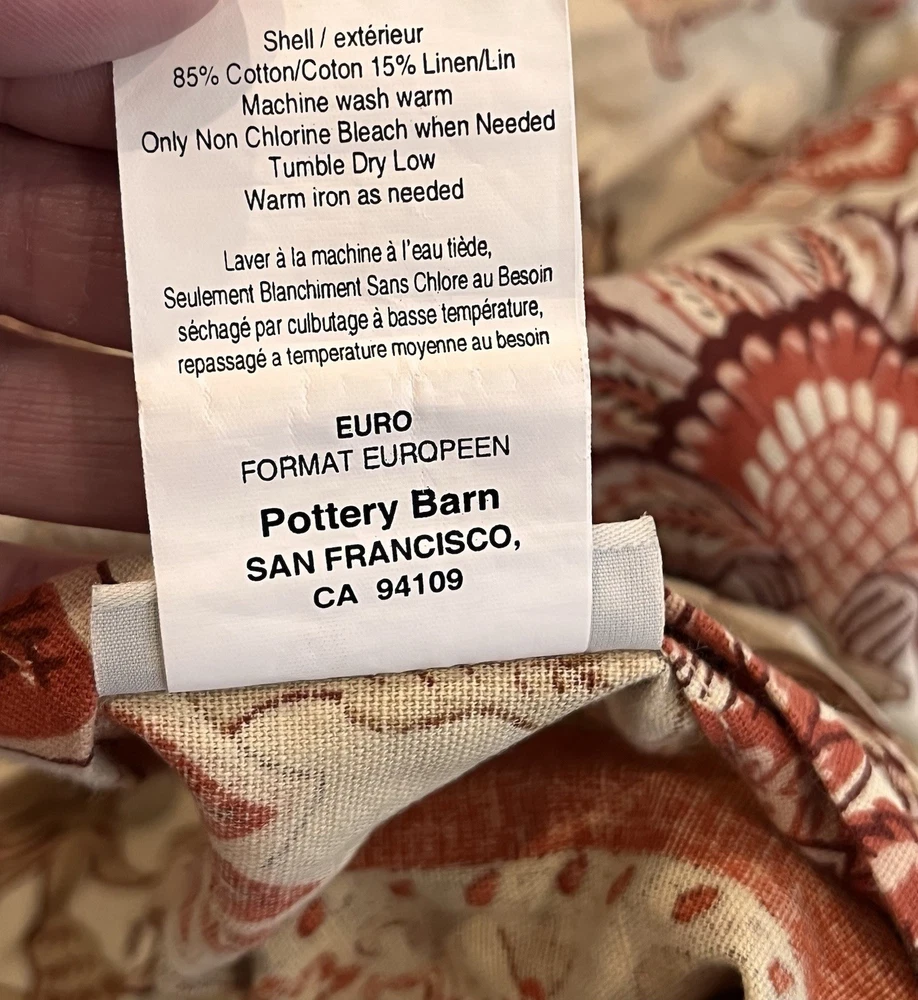 Shell / extérieur
85% Cotton/Coton 15% Linen/Lin
Machine wash warm
Only Non Chlorine Bleach when Needed
Tumble Dry Low
Warm iron as needed
Laver à la machine à l'eau tiède,
Seulement Blanchiment Sans Chlore au Besoin
séchagé par culbutage à basse température,
repassagé a temperature moyenne au besoin
EURO
FORMAT EUROPEEN
Pottery Barn
SAN FRANCISCO,
CA 94109